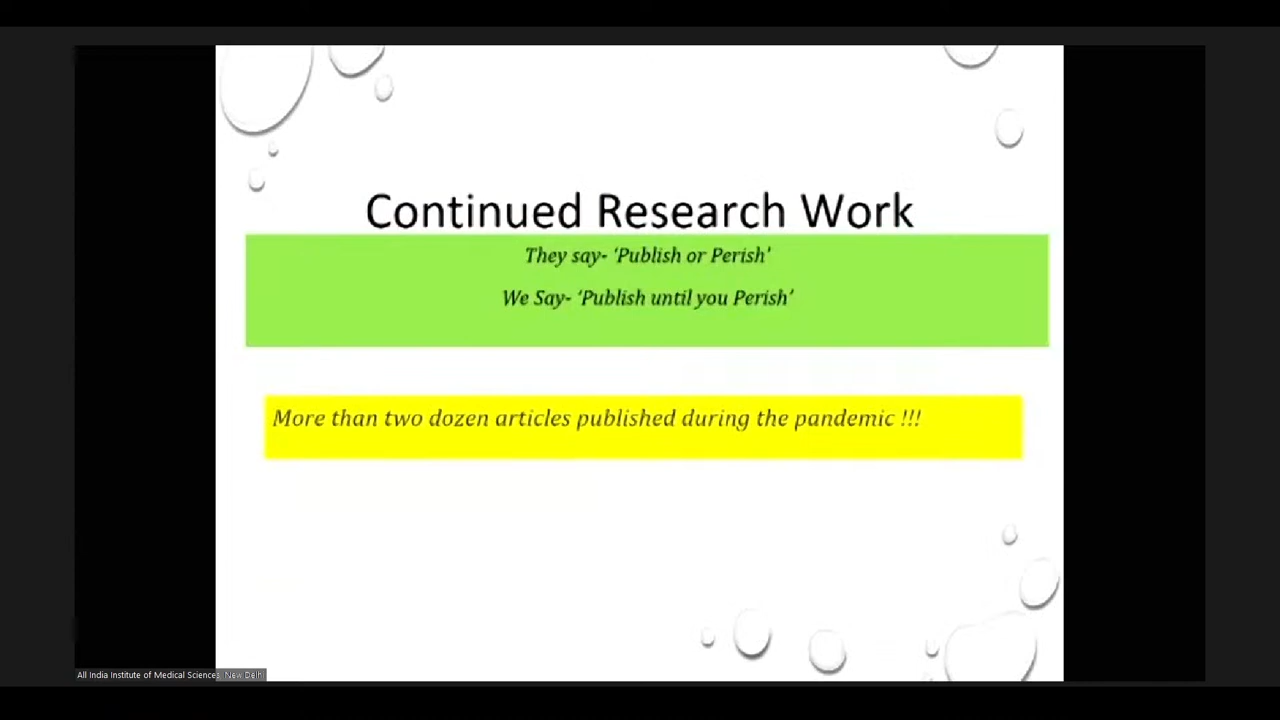 Continued Research Work
They say- ‘Publish or Perish’
We Say- ‘Publish until you Perish’
More than two dozen articles published during the pandemic !!!
All India Institute of Medical Sciences, New Delhi